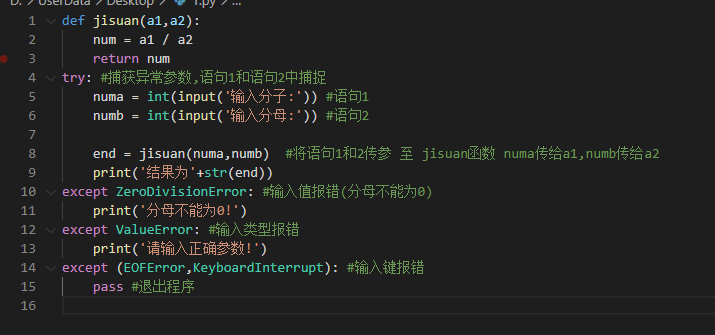 D: > UserData > Desktop > 1.py > ...
1 def jisuan(a1,a2):
2 num = a1 / a2
3 return num
4 try: #捕获异常参数,语句1和语句2中捕捉
5 numa = int(input('输入分子:')) #语句1
6 numb = int(input('输入分母:')) #语句2
7
8 end = jisuan(numa,numb) #将语句1和2传参 至 jisuan函数 numa传给a1,numb传给a2
9 print('结果为'+str(end))
10 except ZeroDivisionError: #输入值报错(分母不能为0)
11 print('分母不能为0!')
12 except ValueError: #输入类型报错
13 print('请输入正确参数!')
14 except (EOFError,KeyboardInterrupt): #输入键报错
15 pass #退出程序
16